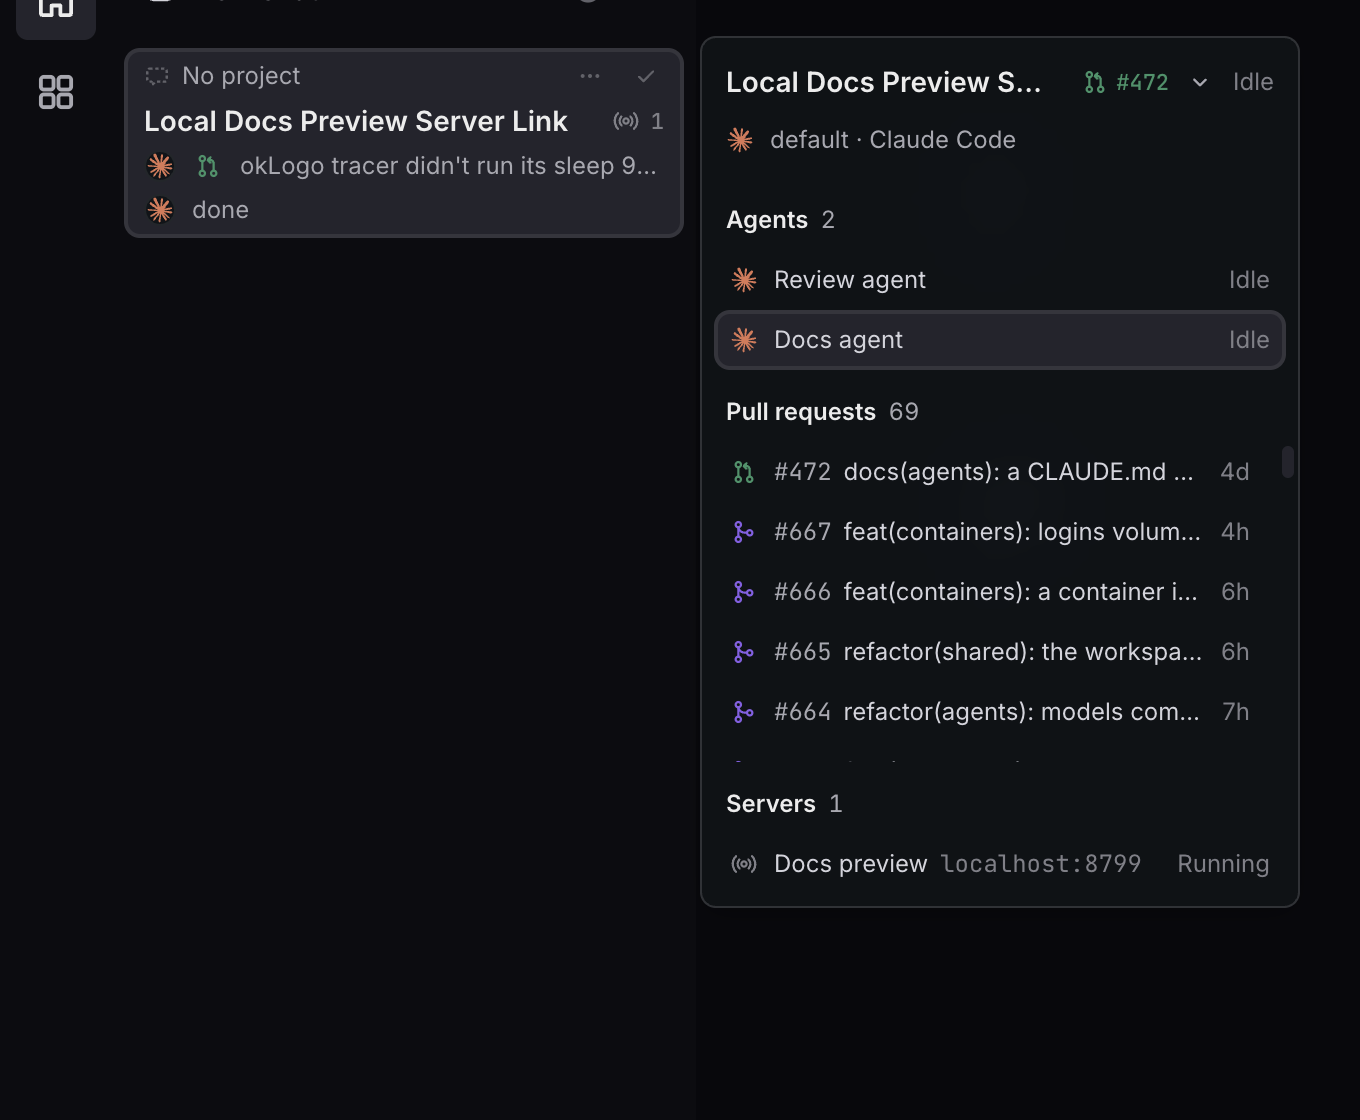 No project
Local Docs Preview Server Link 1
okLogo tracer didn't run its sleep 9...
done
Local Docs Preview S... #472 Idle
default · Claude Code
Agents 2
Review agent Idle
Docs agent Idle
Pull requests 69
#472 docs(agents): a CLAUDE.md ... 4d
#667 feat(containers): logins volum... 4h
#666 feat(containers): a container i... 6h
#665 refactor(shared): the workspa... 6h
#664 refactor(agents): models com... 7h
Servers 1
Docs preview localhost:8799 Running